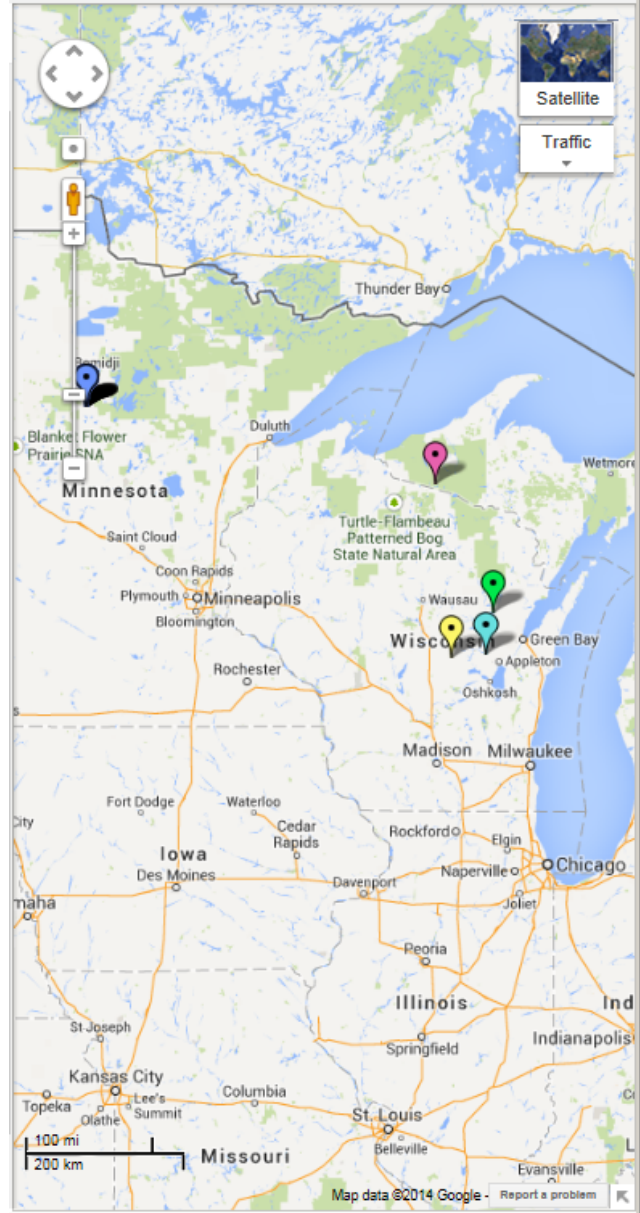 Satellite
Traffic
Thunder Bay
Bemidji
Duluth
Blanket Flower
Prairie SNA
Wetmore
Minnesota
Turtle-Flambeau
Patterned Bog
State Natural Area
Saint Cloud
Coon Rapids
Plymouth
Minneapolis
Bloomington
Wausau
Wisconsin
Green Bay
Appleton
Oshkosh
Rochester
s
Madison
Milwaukee
Fort Dodge
Waterloo
City
Cedar
Rapids
Rockford
Elgin
Iowa
Des Moines
Naperville
Chicago
Davenport
Joliet
maha
Peoria
Illinois
Ind
St Joseph
Springfield
Indianapolis
Kansas City
Columbia
Topeka
Lee's
Summit
Olathe
St. Louis
Belleville
100 mi
200 km
Missouri
L
Evansville
Map data ©2014 Google -
Report a problem